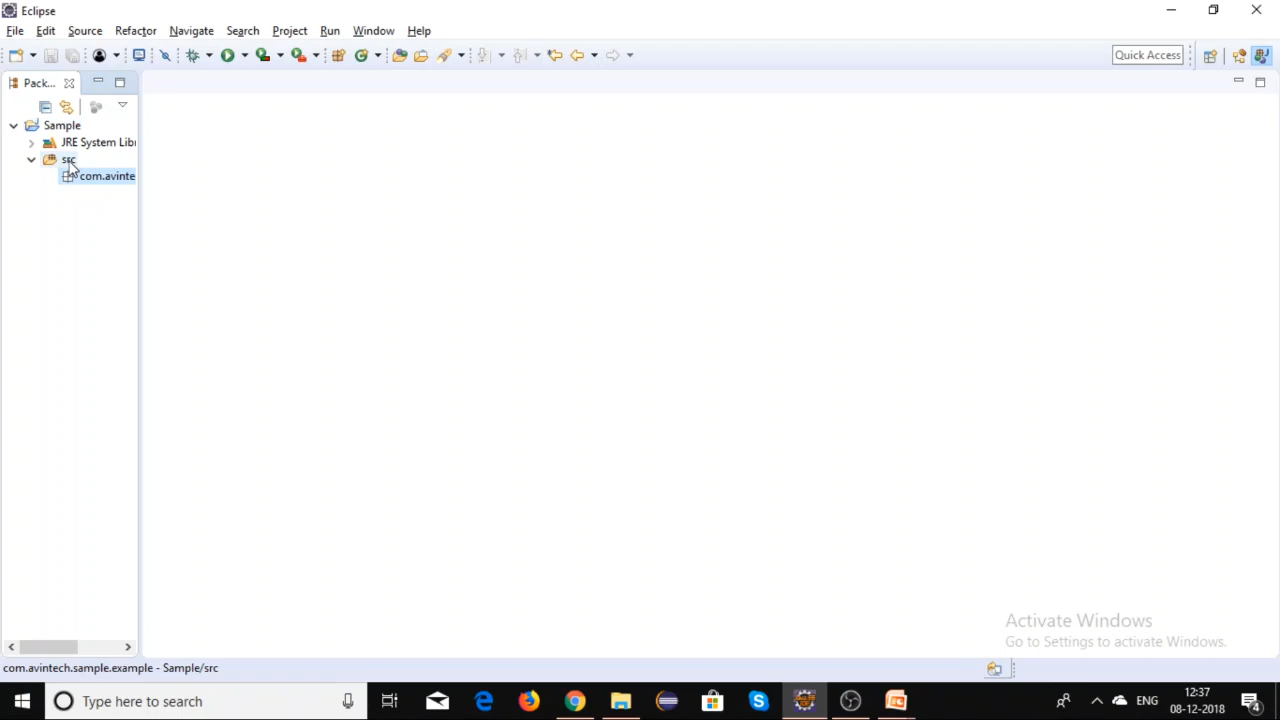 Eclipse
File Edit Source Refactor Navigate Search Project Run Window Help
Quick Access
Pack...
Sample
JRE System Libr
src
com.avinte
Activate Windows
Go to Settings to activate Windows.
com.avintech.sample.example - Sample/src
Type here to search
ENG
12:37
08-12-2018
4